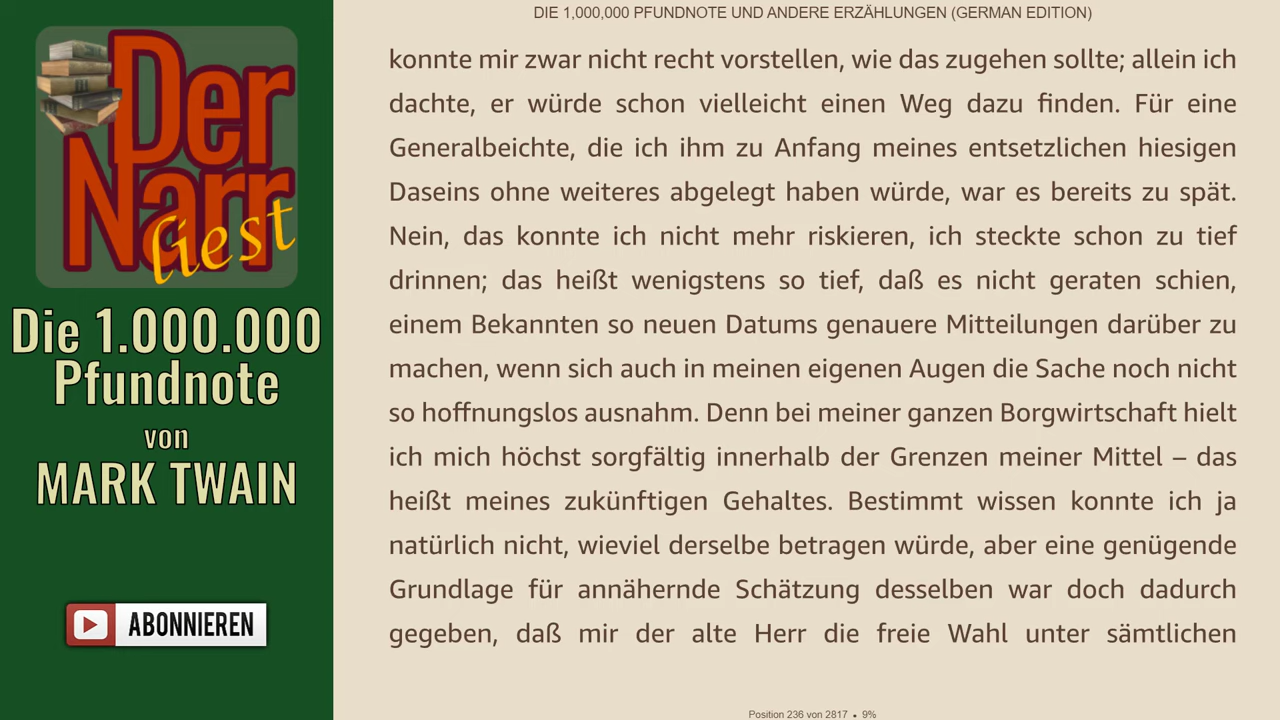 Der
Narr
liest
Die 1.000.000
Pfundnote
von
MARK TWAIN
ABONNIEREN
DIE 1,000,000 PFUNDNOTE UND ANDERE ERZÄHLUNGEN (GERMAN EDITION)
konnte mir zwar nicht recht vorstellen, wie das zugehen sollte; allein ich
dachte, er würde schon vielleicht einen Weg dazu finden. Für eine
Generalbeichte, die ich ihm zu Anfang meines entsetzlichen hiesigen
Daseins ohne weiteres abgelegt haben würde, war es bereits zu spät.
Nein, das konnte ich nicht mehr riskieren, ich steckte schon zu tief
drinnen; das heißt wenigstens so tief, daß es nicht geraten schien,
einem Bekannten so neuen Datums genauere Mitteilungen darüber zu
machen, wenn sich auch in meinen eigenen Augen die Sache noch nicht
so hoffnungslos ausnahm. Denn bei meiner ganzen Borgwirtschaft hielt
ich mich höchst sorgfältig innerhalb der Grenzen meiner Mittel – das
heißt meines zukünftigen Gehaltes. Bestimmt wissen konnte ich ja
natürlich nicht, wieviel derselbe betragen würde, aber eine genügende
Grundlage für annähernde Schätzung desselben war doch dadurch
gegeben, daß mir der alte Herr die freie Wahl unter sämtlichen
Position 236 von 2817 • 9%